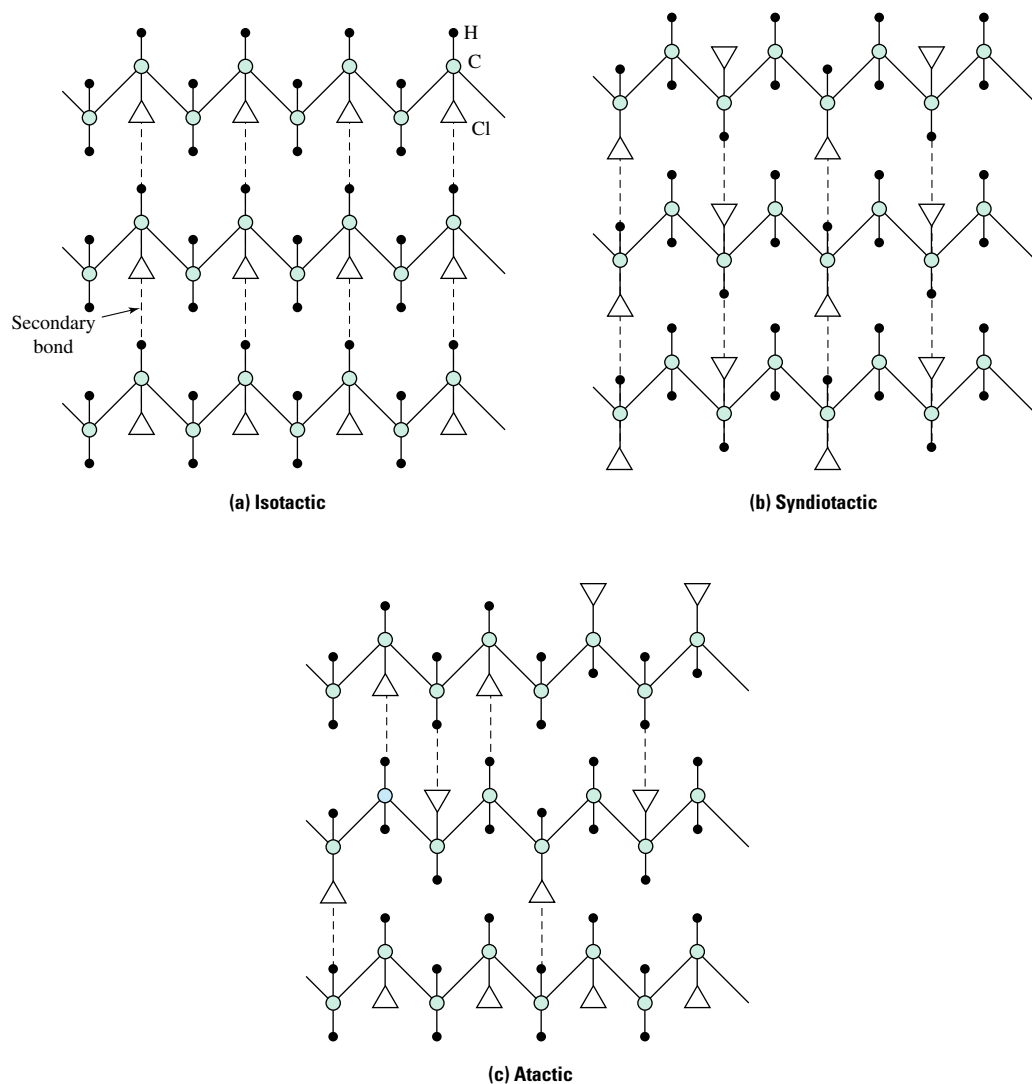 H
C
Cl
Secondary
bond
(a) Isotactic
(b) Syndiotactic
(c) Atactic